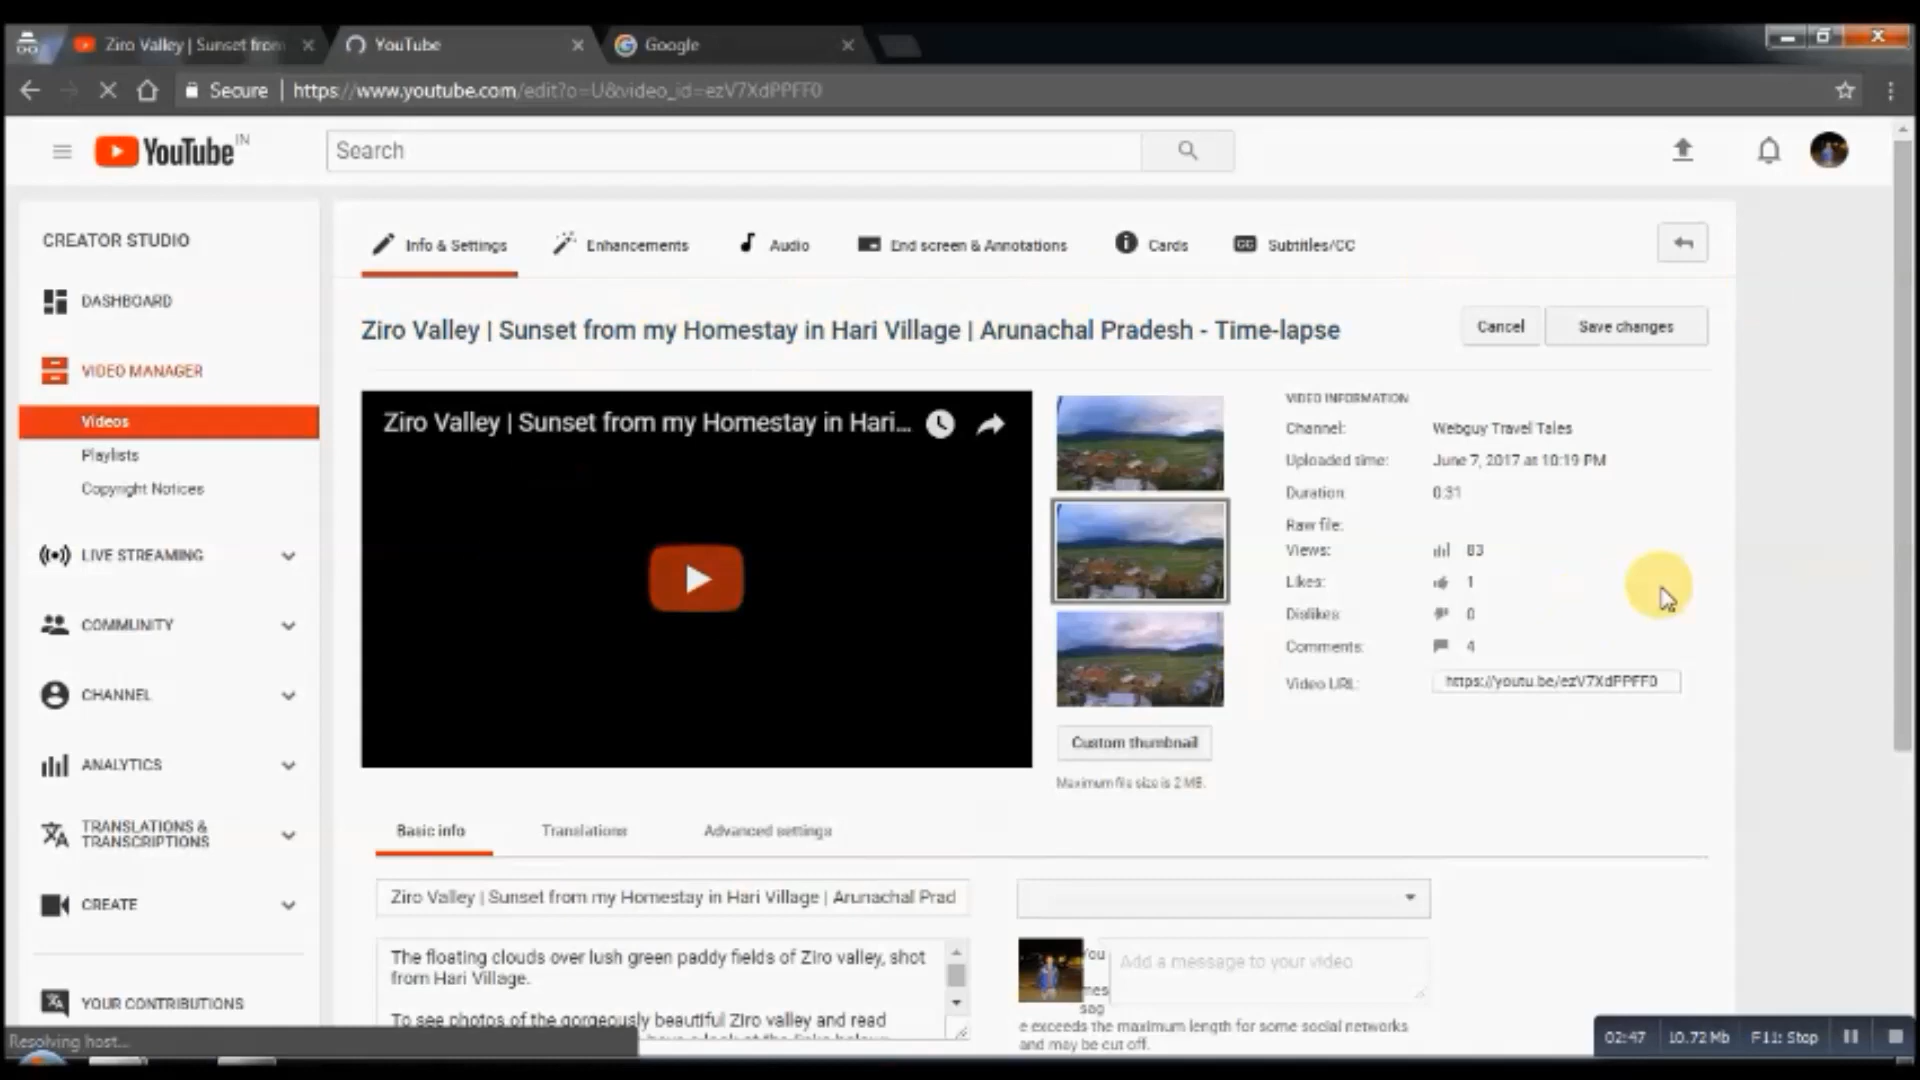 Ziro Valley | Sunset from
YouTube
Google
Secure | https://www.youtube.com/edit?o=U&video_id=ezV7XdPPFF0
YouTube IN
Search
CREATOR STUDIO
DASHBOARD
VIDEO MANAGER
Videos
Playlists
Copyright Notices
LIVE STREAMING
COMMUNITY
CHANNEL
ANALYTICS
TRANSLATIONS &
TRANSCRIPTIONS
CREATE
YOUR CONTRIBUTIONS
Info & Settings
Enhancements
Audio
End screen & Annotations
Cards
CC Subtitles/CC
Ziro Valley | Sunset from my Homestay in Hari Village | Arunachal Pradesh - Time-lapse
Cancel
Save changes
Ziro Valley | Sunset from my Homestay in Hari...
Custom thumbnail
Maximum file size is 2 MB.
VIDEO INFORMATION
Channel: Webguy Travel Tales
Uploaded time: June 7, 2017 at 10:19 PM
Duration: 0:31
Raw file:
Views: 83
Likes: 1
Dislikes: 0
Comments: 4
Video URL: https://youtu.be/ezV7XdPPFF0
Basic info
Translations
Advanced settings
Ziro Valley | Sunset from my Homestay in Hari Village | Arunachal Prad
The floating clouds over lush green paddy fields of Ziro valley, shot
from Hari Village.
To see photos of the gorgeously beautiful Ziro valley and read
Add a message to your video
You
mes
sag
e exceeds the maximum length for some social networks
and may be cut off.
Resolving host...
02:47 10.72 Mb F11: Stop